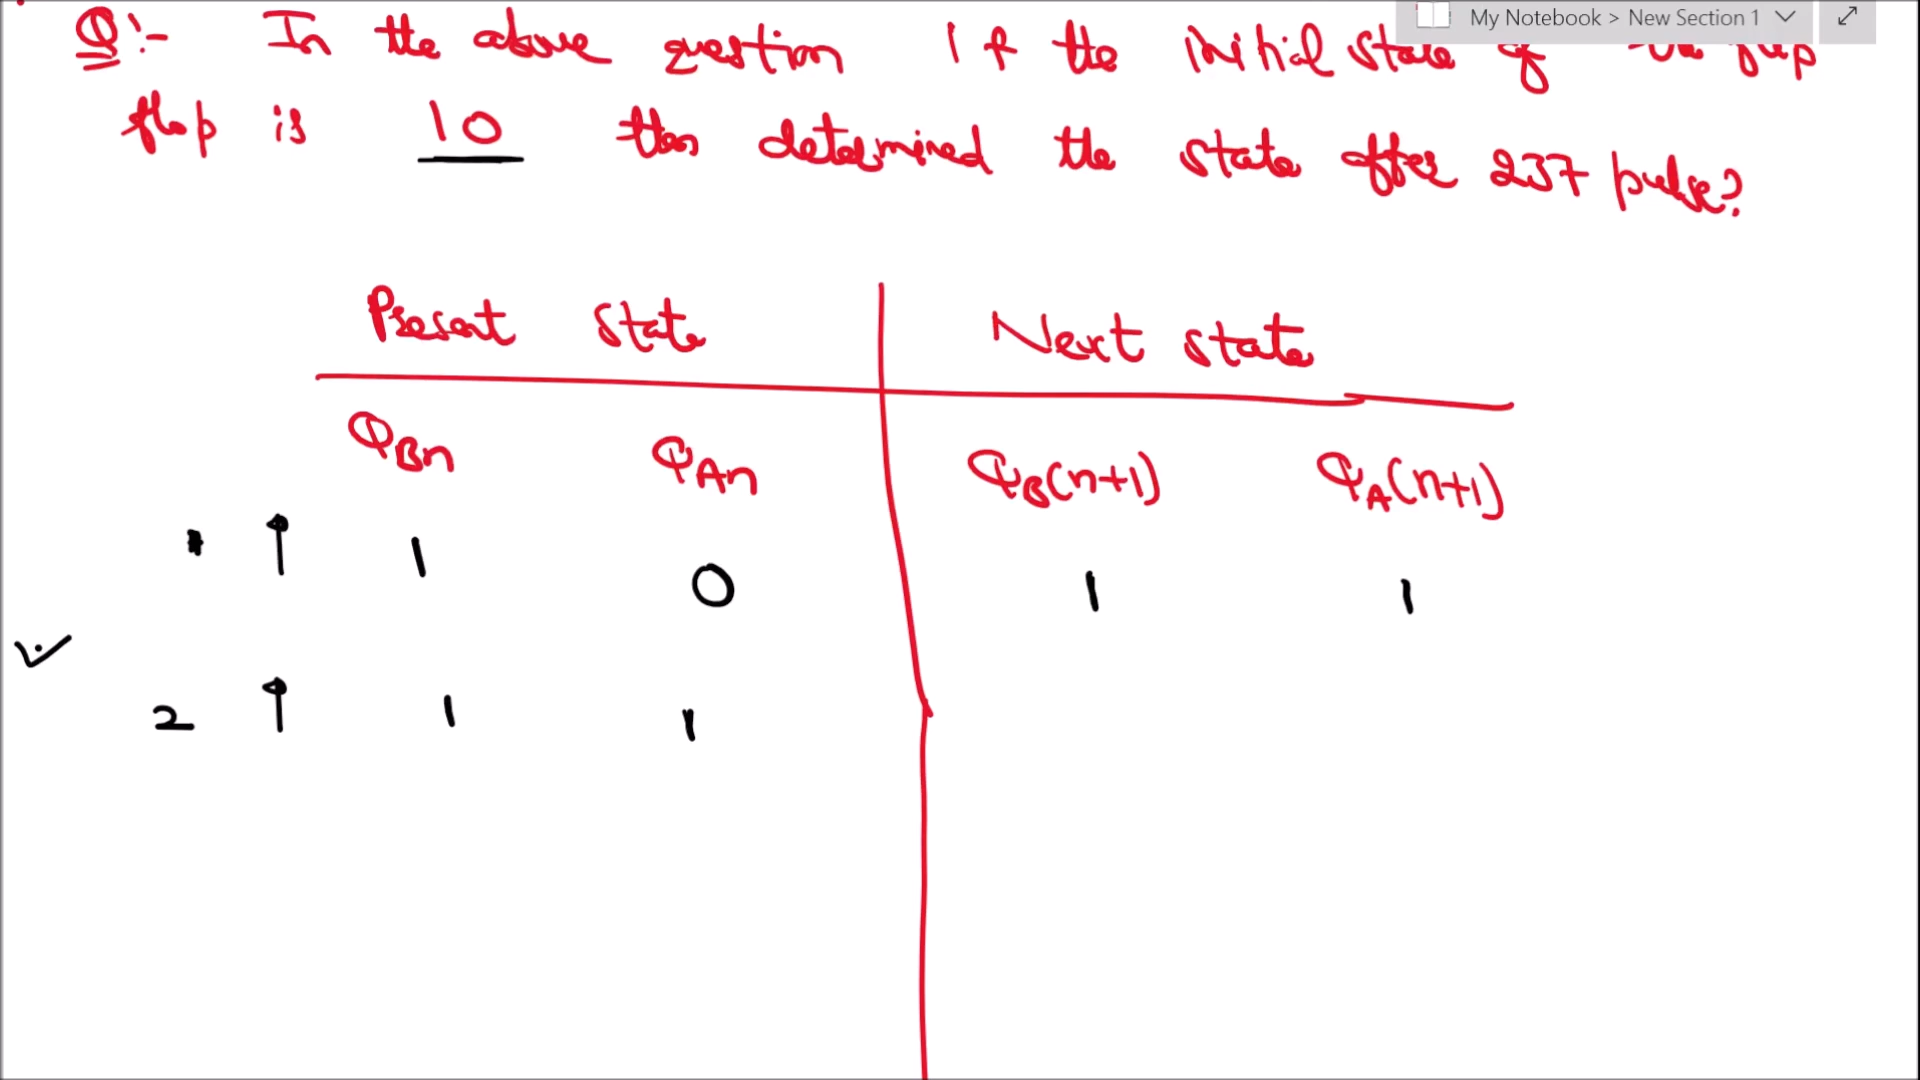 My Notebook > New Section 1
Q:- In the above question if the initial state of the flip
flop is 10 then determined the state after 237 pulse?
Present state Next state
QBn QAn QB(n+1) QA(n+1)
1 0 1 1
2 ↑ 1 1